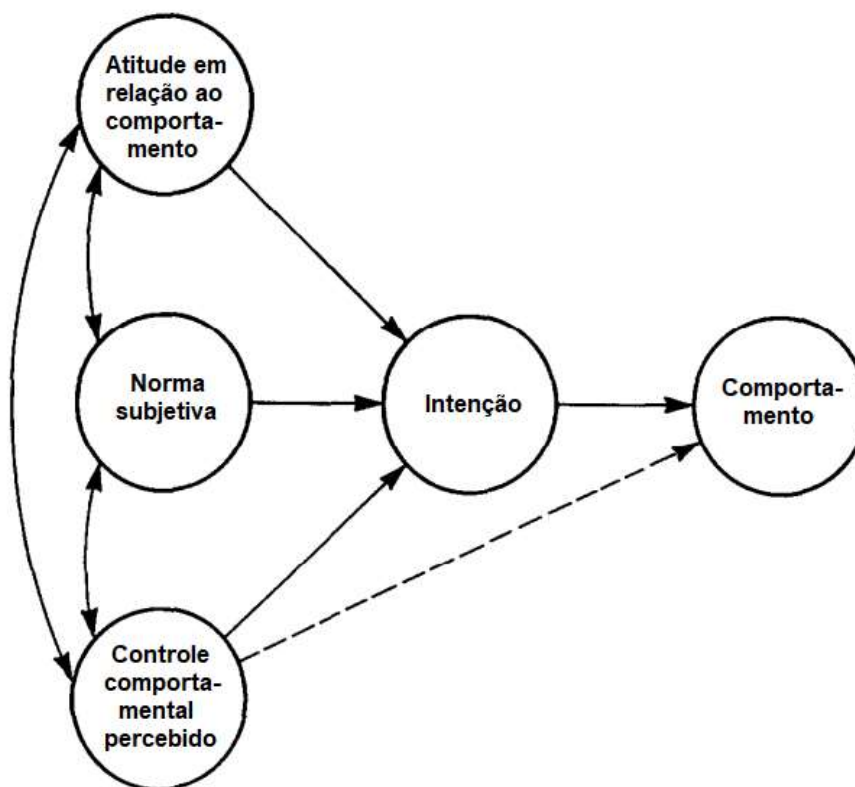 Atitude em
relação ao
comporta-
mento
Norma
subjetiva
Intenção
Comporta-
mento
Controle
comporta-
mental
percebido